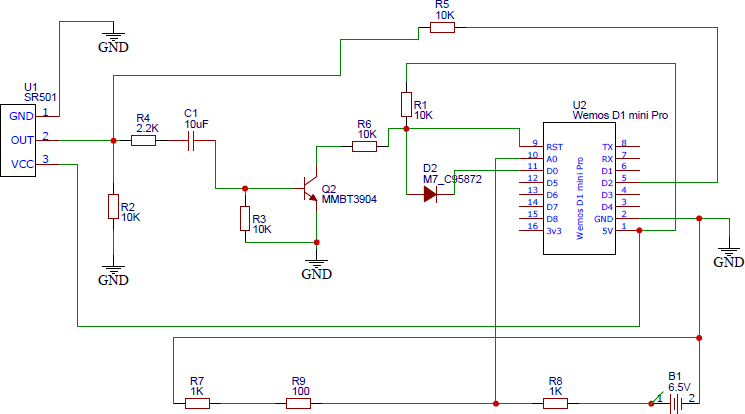 R5
10K
GND
U1
SR501
GND 1
OUT 2
VCC 3
R4
2.2K
C1
10uF
R6
10K
R1
10K
U2
Wemos D1 mini Pro
9 RST TX 8
10 A0 RX 7
11 D0 D1 6
12 D5 D2 5
13 D6 D3 4
14 D7 D4 3
15 D8 GND 2
16 3v3 5V 1
Wemos D1 mini Pro
D2
M7_C95872
Q2
MMBT3904
R2
10K
R3
10K
GND
GND
GND
R7
1K
R9
100
R8
1K
B1
6.5V
1 2